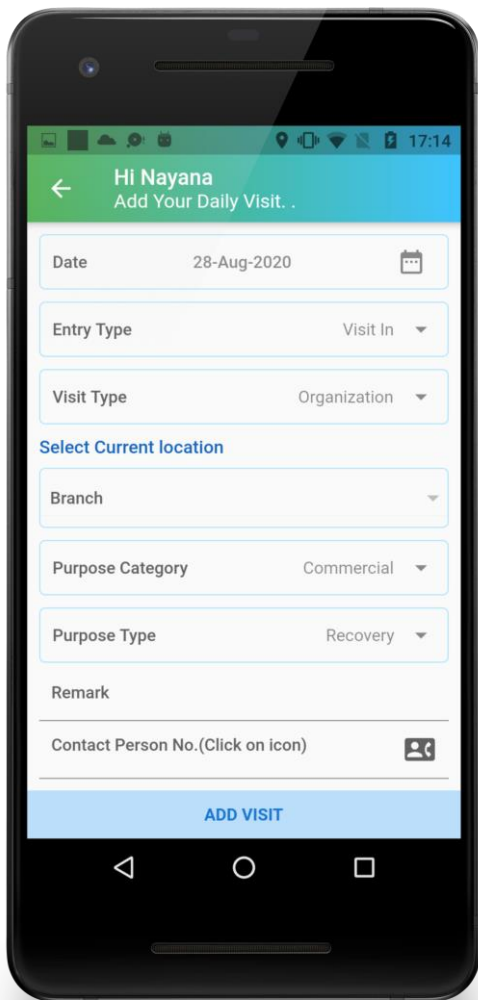 17:14
Hi Nayana
Add Your Daily Visit. .
Date 28-Aug-2020
Entry Type Visit In
Visit Type Organization
Select Current location
Branch
Purpose Category Commercial
Purpose Type Recovery
Remark
Contact Person No.(Click on icon)
ADD VISIT